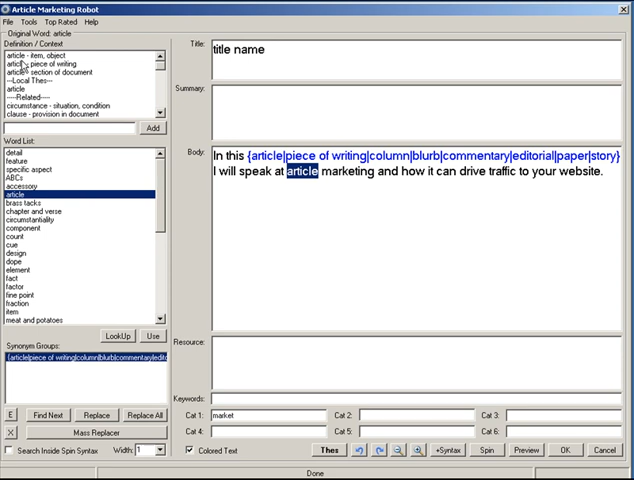 Article Marketing Robot
File Tools Top Rated Help
Original Word: article
Definition / Context
article - item, object
article - piece of writing
article - section of document
---Local Thes---
article
----Related----
circumstance - situation, condition
clause - provision in document
Add
Word List:
detail
feature
specific aspect
ABCs
accessory
article
brass tacks
chapter and verse
circumstantiality
component
count
cue
design
dope
element
fact
factor
fine point
fraction
item
meat and potatoes
LookUp Use
Synonym Groups:
{article|piece of writing|column|blurb|commentary|edito
E Find Next Replace Replace All
X Mass Replacer
Search Inside Spin Syntax Width: 1
Title:
title name
Summary:
Body:
In this {article|piece of writing|column|blurb|commentary|editorial|paper|story}
I will speak at article marketing and how it can drive traffic to your website.
Resource:
Keywords:
Cat 1: market Cat 2: Cat 3:
Cat 4: Cat 5: Cat 6:
Colored Text Thes +Syntax Spin Preview OK Cancel
Done